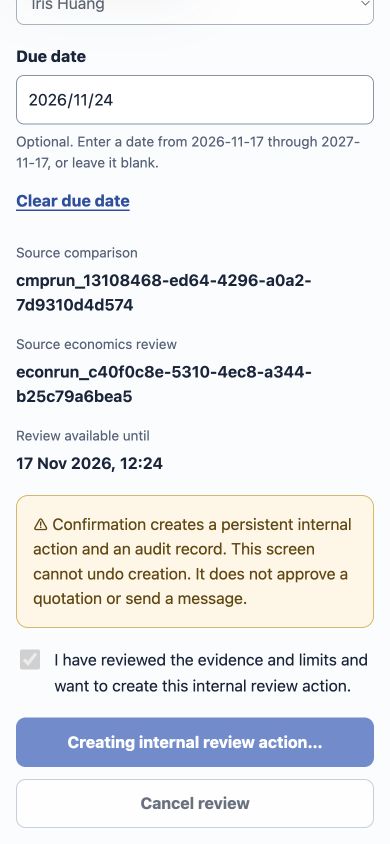 Iris Huang
Due date
2026/11/24
Optional. Enter a date from 2026-11-17 through 2027-
11-17, or leave it blank.
Clear due date
Source comparison
cmprun_13108468-ed64-4296-a0a2-
7d9310d4d574
Source economics review
econrun_c40f0c8e-5310-4ec8-a344-
b25c79a6bea5
Review available until
17 Nov 2026, 12:24
⚠ Confirmation creates a persistent internal
action and an audit record. This screen
cannot undo creation. It does not approve a
quotation or send a message.
I have reviewed the evidence and limits and
want to create this internal review action.
Creating internal review action...
Cancel review